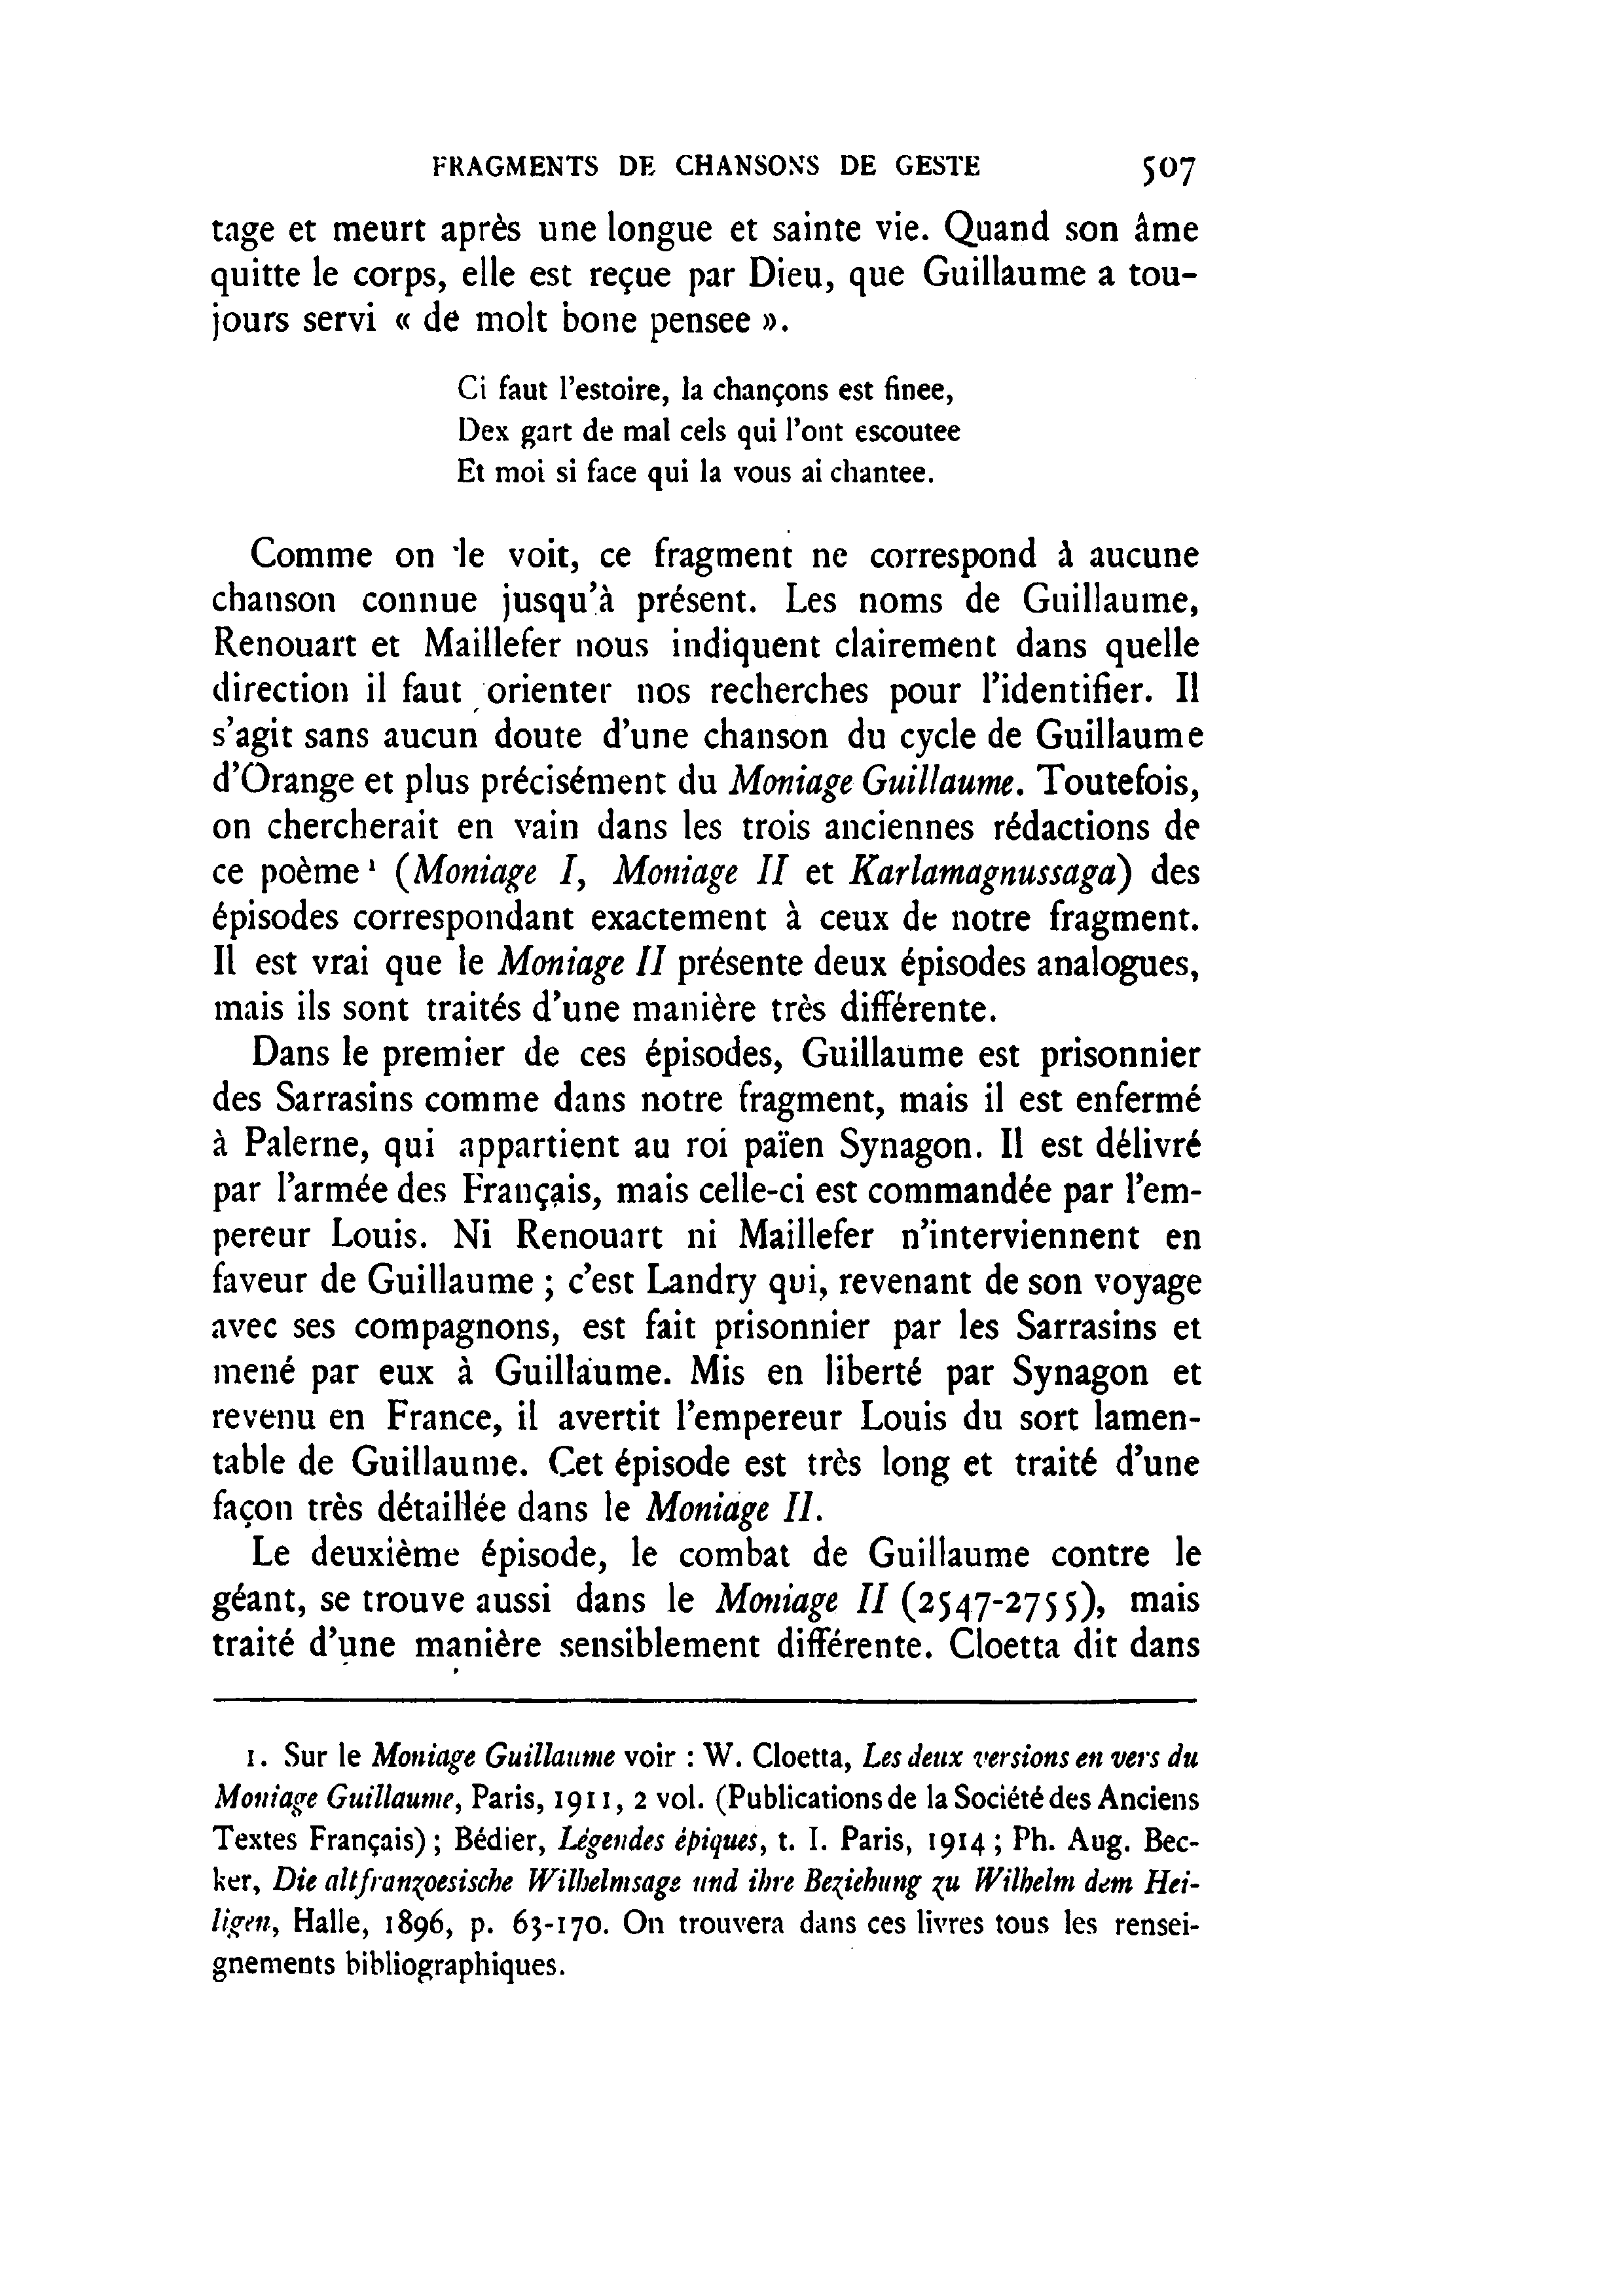 FRAGMENTS DE CHANSONS DE GESTE 507
tage et meurt après une longue et sainte vie. Quand son âme
quitte le corps, elle est reçue par Dieu, que Guillaume a tou-
jours servi « de molt bone pensee ».
Ci faut l'estoire, la chançons est finee,
Dex gart de mal cels qui l'ont escoutee
Et moi si face qui la vous ai chantee.
Comme on le voit, ce fragment ne correspond à aucune
chanson connue jusqu'à présent. Les noms de Guillaume,
Renouart et Maillefer nous indiquent clairement dans quelle
direction il faut orienter nos recherches pour l'identifier. Il
s'agit sans aucun doute d'une chanson du cycle de Guillaume
d'Orange et plus précisément du Moniage Guillaume. Toutefois,
on chercherait en vain dans les trois anciennes rédactions de
ce poème¹ (Moniage I, Moniage II et Karlamagnussaga) des
épisodes correspondant exactement à ceux de notre fragment.
Il est vrai que le Moniage II présente deux épisodes analogues,
mais ils sont traités d'une manière très différente.
Dans le premier de ces épisodes, Guillaume est prisonnier
des Sarrasins comme dans notre fragment, mais il est enfermé
à Palerne, qui appartient au roi païen Synagon. Il est délivré
par l'armée des Français, mais celle-ci est commandée par l'em-
pereur Louis. Ni Renouart ni Maillefer n'interviennent en
faveur de Guillaume ; c'est Landry qui, revenant de son voyage
avec ses compagnons, est fait prisonnier par les Sarrasins et
mené par eux à Guillaume. Mis en liberté par Synagon et
revenu en France, il avertit l'empereur Louis du sort lamen-
table de Guillaume. Cet épisode est très long et traité d'une
façon très détaillée dans le Moniage II.
Le deuxième épisode, le combat de Guillaume contre le
géant, se trouve aussi dans le Moniage II (2547-2755), mais
traité d'une manière sensiblement différente. Cloetta dit dans
1. Sur le Moniage Guillaume voir : W. Cloetta, Les deux versions en vers du
Moniage Guillaume, Paris, 1911, 2 vol. (Publications de la Société des Anciens
Textes Français) ; Bédier, Légendes épiques, t. I. Paris, 1914 ; Ph. Aug. Bec-
ker, Die altfranzoesische Wilhelmsage und ihre Beziehung zu Wilhelm dem Hei-
ligen, Halle, 1896, p. 63-170. On trouvera dans ces livres tous les rensei-
gnements bibliographiques.